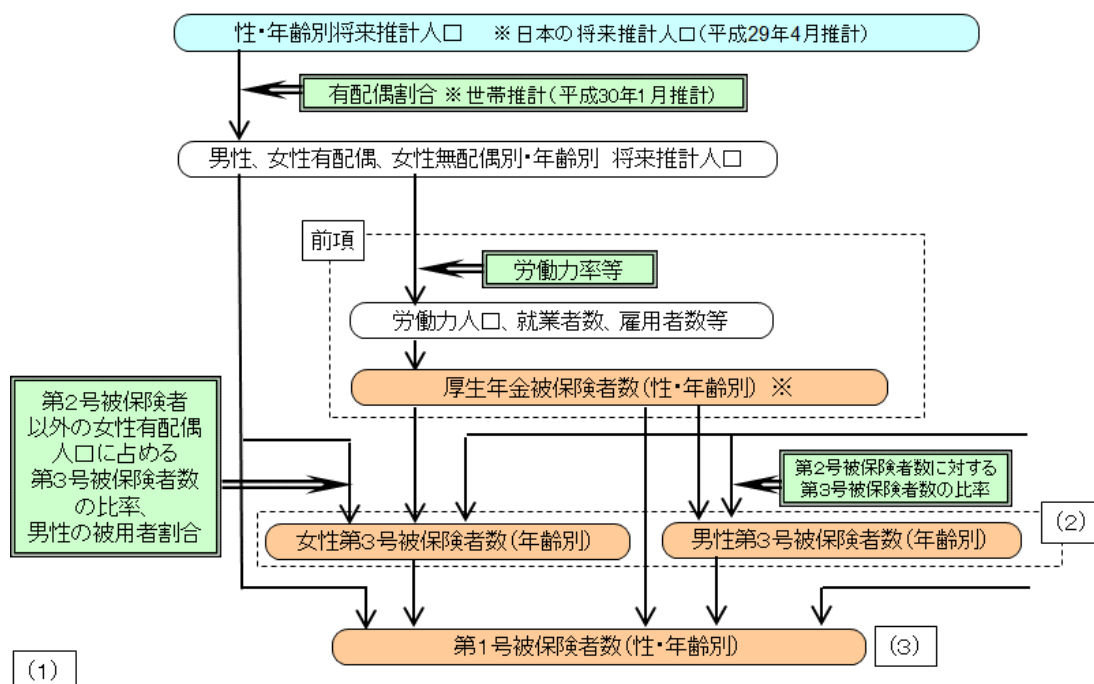 性・年齢別将来推計人口　※日本の将来推計人口(平成29年4月推計)
有配偶割合 ※世帯推計(平成30年1月推計)
男性、女性有配偶、女性無配偶別・年齢別 将来推計人口
前項
労働力率等
労働力人口、就業者数、雇用者数等
厚生年金被保険者数(性・年齢別) ※
第2号被保険者
以外の女性有配偶
人口に占める
第3号被保険者数
の比率、
男性の被用者割合
第2号被保険者数に対する
第3号被保険者数の比率
(2)
女性第3号被保険者数(年齢別)
男性第3号被保険者数(年齢別)
第1号被保険者数(性・年齢別)
(3)
(1)